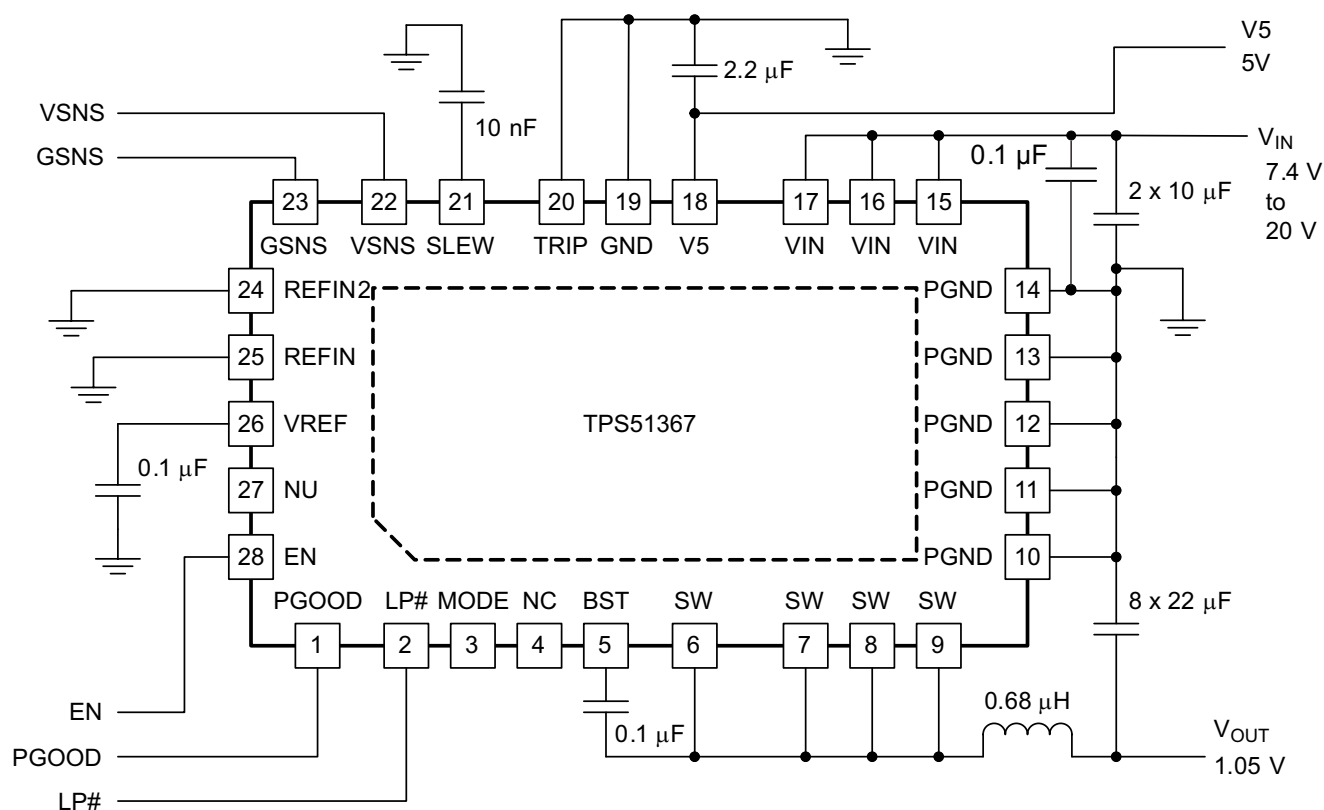 V5
5V
2.2 μF
10 nF
VSNS
GSNS
0.1 μF
VIN
7.4 V
to
20 V
2 x 10 μF
23 22 21 20 19 18 17 16 15
GSNS VSNS SLEW TRIP GND V5 VIN VIN VIN
24 REFIN2 PGND 14
25 REFIN PGND 13
26 VREF TPS51367 PGND 12
0.1 μF
27 NU PGND 11
28 EN PGND 10
PGOOD LP# MODE NC BST SW SW SW SW
1 2 3 4 5 6 7 8 9
8 x 22 μF
0.68 μH
0.1 μF
EN
PGOOD
LP#
VOUT
1.05 V